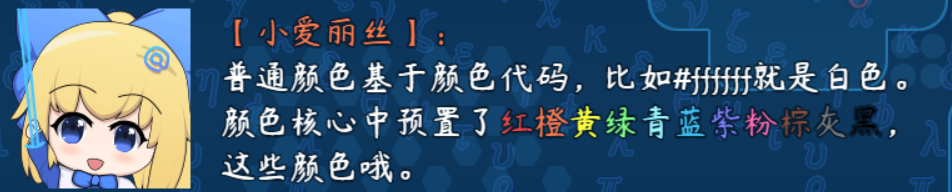 【小爱丽丝】：
普通颜色基于颜色代码，比如#ffffff就是白色。
颜色核心中预置了红橙黄绿青蓝紫粉棕灰黑，
这些颜色哦。